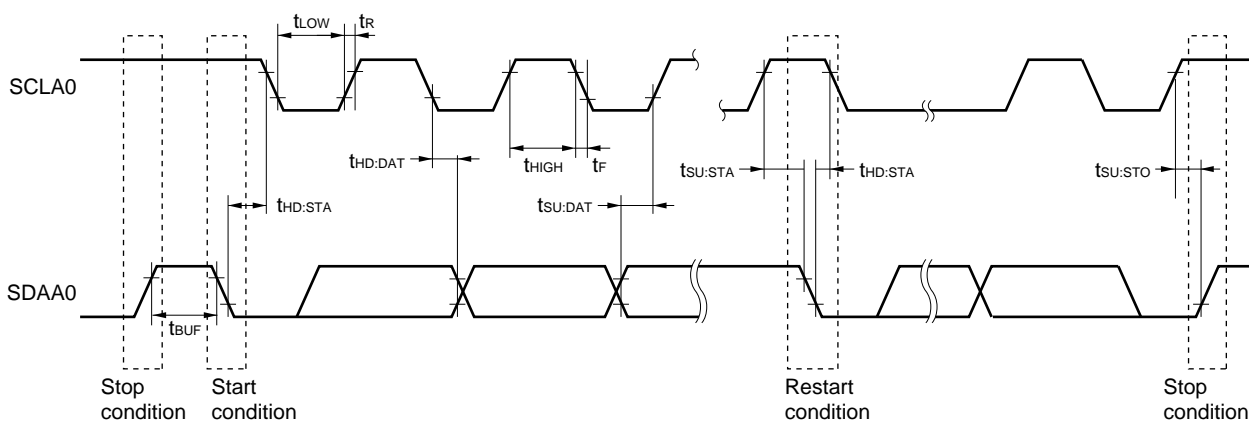 tLOW tR
SCLA0
tHD:DAT tHIGH tF tSU:STA tHD:STA tSU:STO
tHD:STA tSU:DAT
SDAA0
tBUF
Stop condition
Start condition
Restart condition
Stop condition